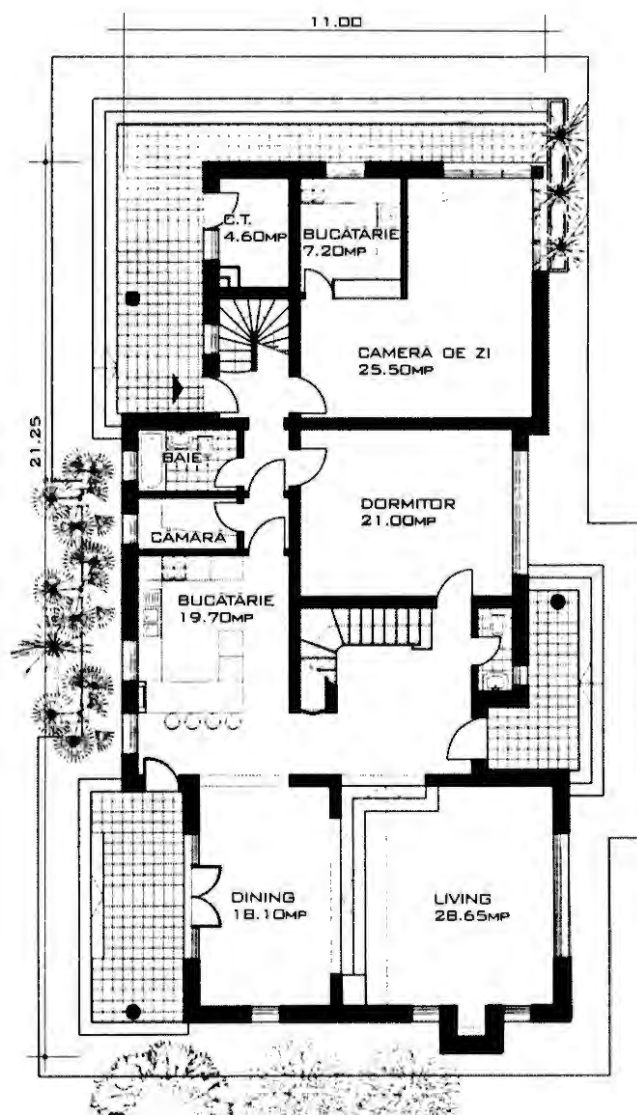 11.00
21.25
C.T.
4.60MP
BUCĂTĂRIE
7.20MP
CAMERĂ DE ZI
25.50MP
BAIE
DORMITOR
21.00MP
CĂMARĂ
BUCĂTĂRIE
19.70MP
DINING
18.10MP
LIVING
28.65MP